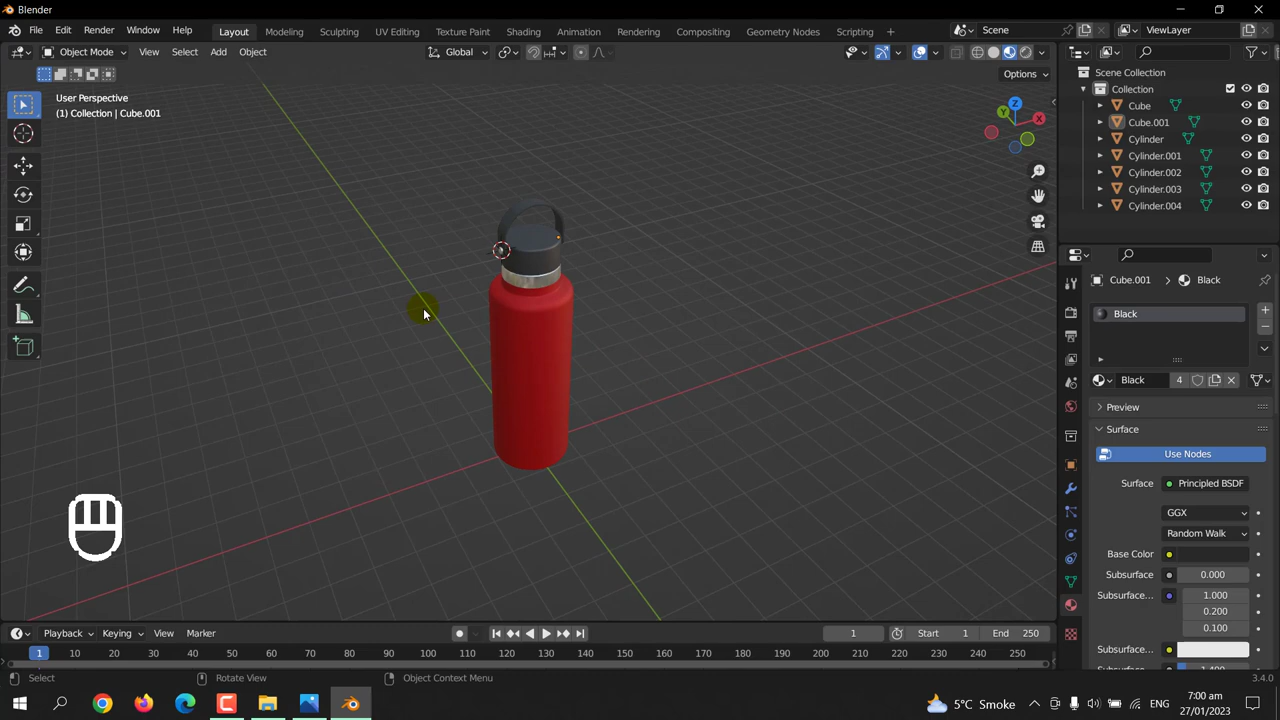 Blender
File Edit Render Window Help Layout Modeling Sculpting UV Editing Texture Paint Shading Animation Rendering Compositing Geometry Nodes Scripting + Scene ViewLayer
Object Mode View Select Add Object Global
Options
User Perspective
(1) Collection | Cube.001
Z
Y
X
Scene Collection
Collection
Cube
Cube.001
Cylinder
Cylinder.001
Cylinder.002
Cylinder.003
Cylinder.004
Cube.001 > Black
Black
Black 4
Preview
Surface
Use Nodes
Surface Principled BSDF
GGX
Random Walk
Base Color
Subsurface 0.000
Subsurface... 1.000
0.200
0.100
Subsurface...
Playback Keying View Marker 1 Start 1 End 250
1 10 20 30 40 50 60 70 80 90 100 110 120 130 140 150 160 170 180 190 200 210 220 230 240 250
Select Rotate View Object Context Menu 3.4.0
5°C Smoke ENG 7:00 am
27/01/2023